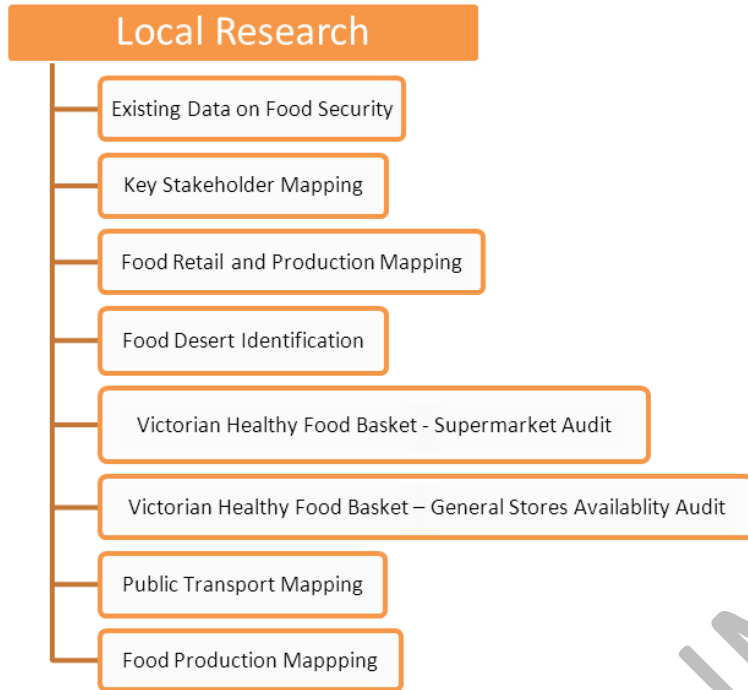 Local Research
Existing Data on Food Security
Key Stakeholder Mapping
Food Retail and Production Mapping
Food Desert Identification
Victorian Healthy Food Basket - Supermarket Audit
Victorian Healthy Food Basket – General Stores Availablity Audit
Public Transport Mapping
Food Production Mappping